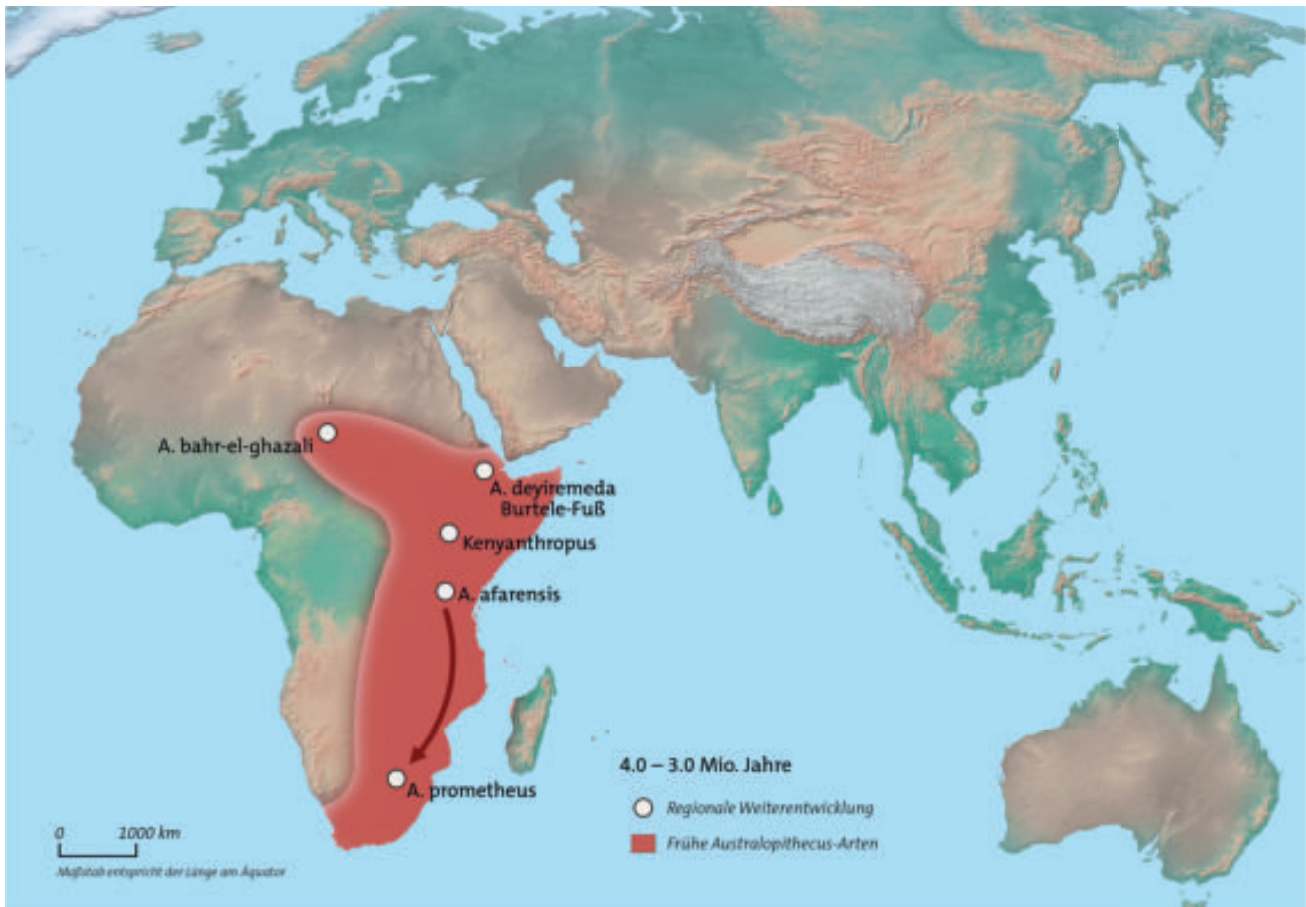 A. bahr-el-ghazali
A. deyiremeda
Burtele-Fuß
Kenyanthropus
A. afarensis
A. prometheus
4.0 – 3.0 Mio. Jahre
Regionale Weiterentwicklung
Frühe Australopithecus-Arten
0 1000 km
Maßstab entspricht der Länge am Äquator